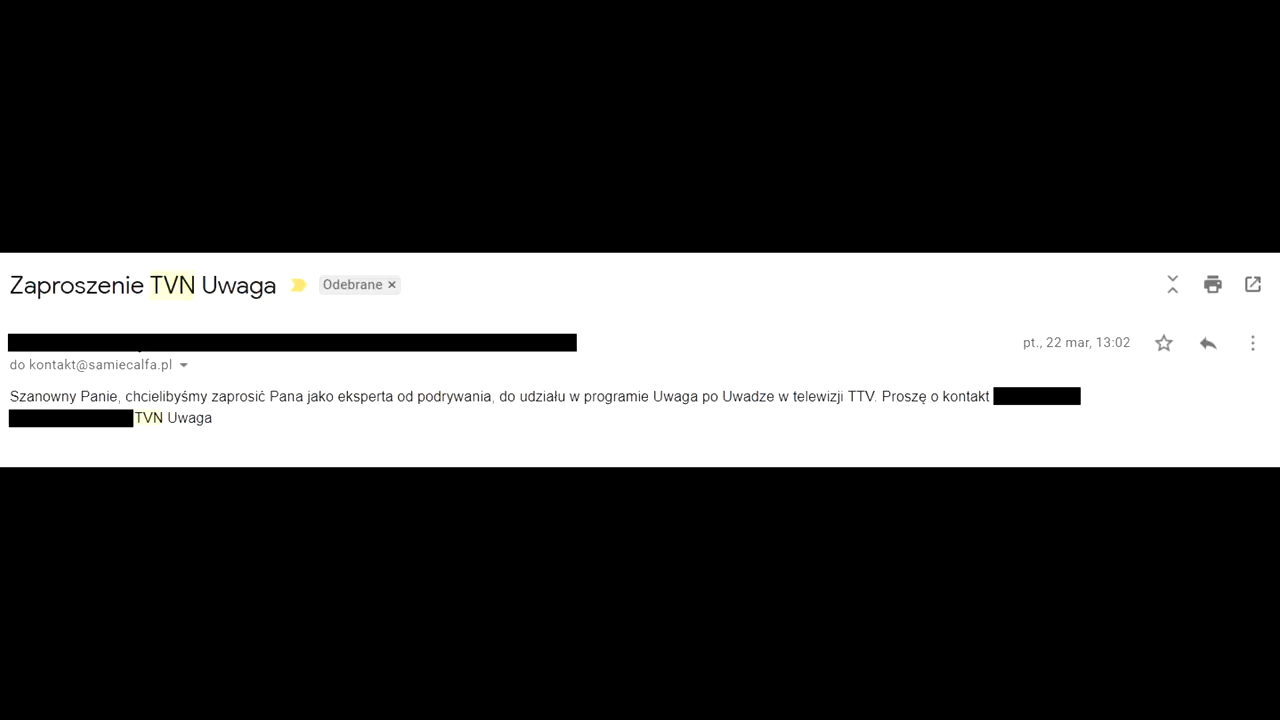 Zaproszenie TVN Uwaga Odebrane ×
pt., 22 mar, 13:02
do kontakt@samiecalfa.pl
Szanowny Panie, chcielibyśmy zaprosić Pana jako eksperta od podrywania, do udziału w programie Uwaga po Uwadze w telewizji TTV. Proszę o kontakt
TVN Uwaga